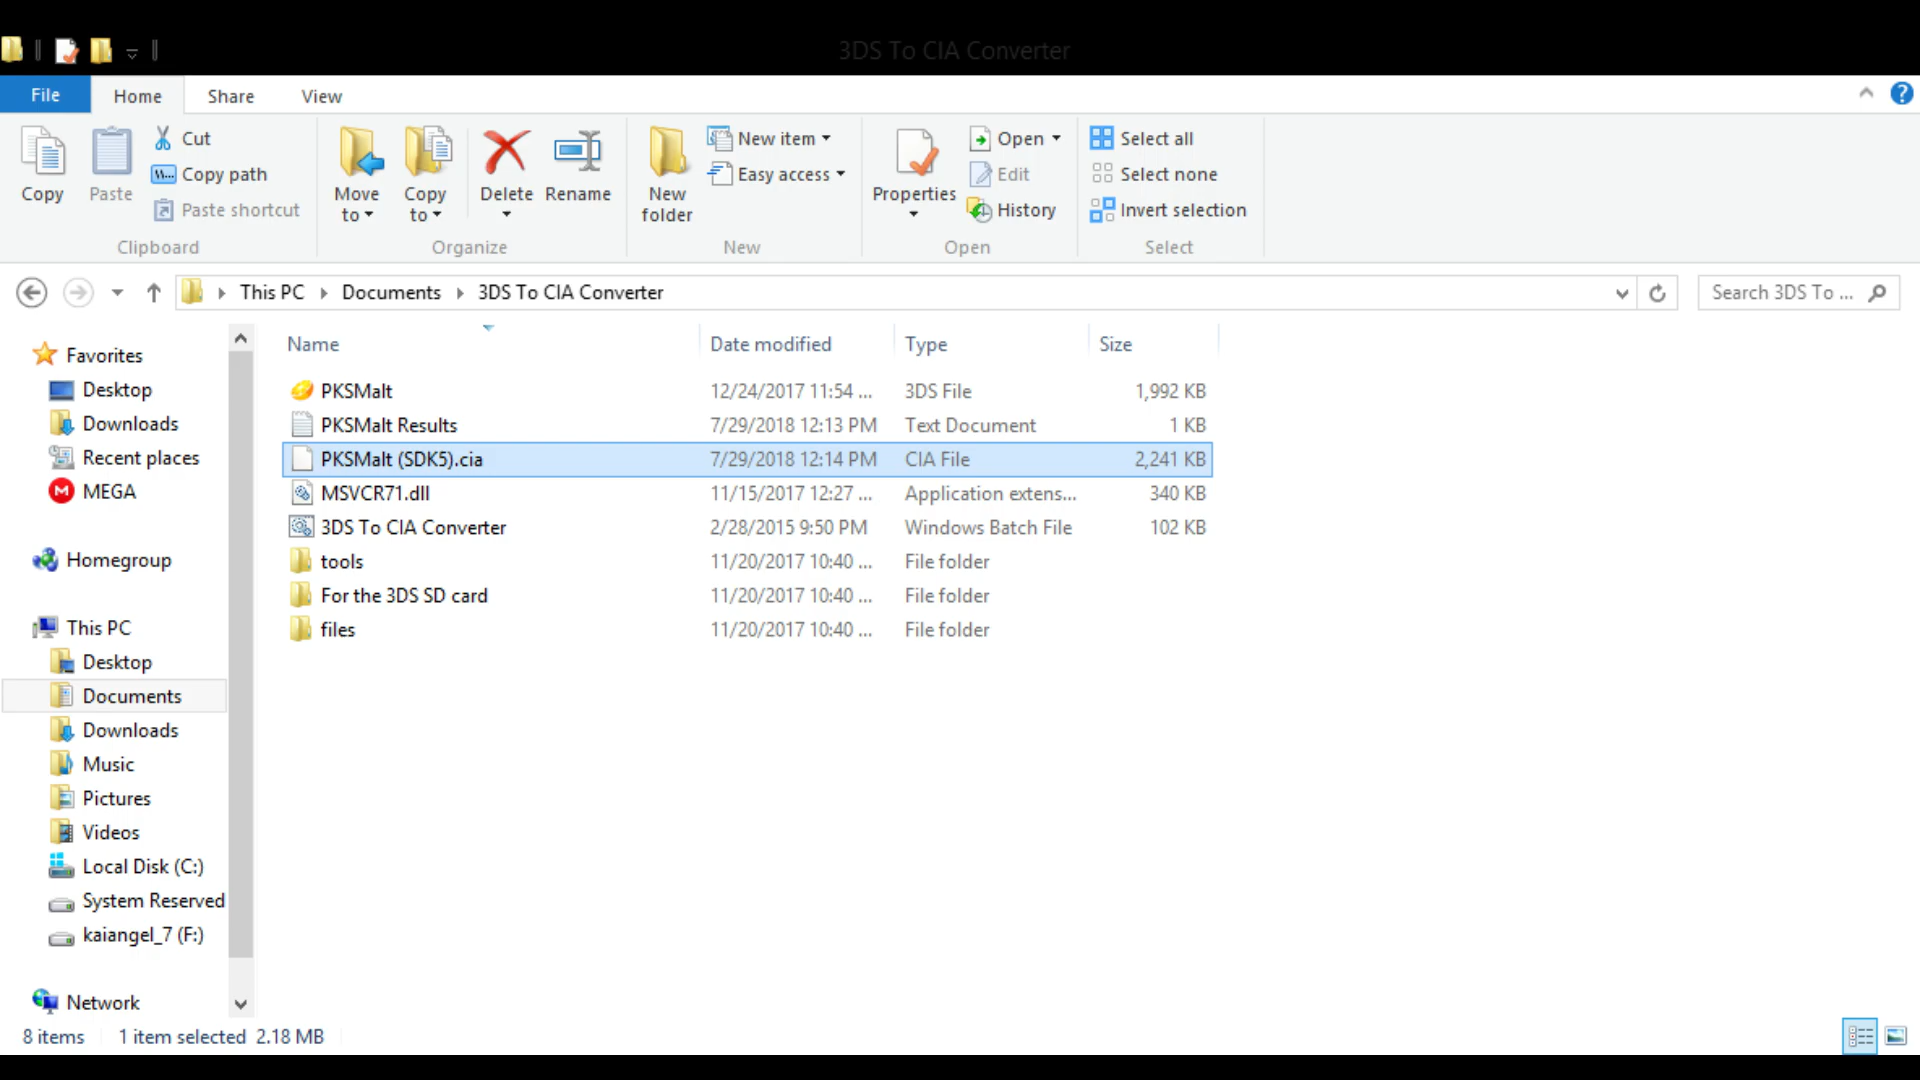 3DS To CIA Converter
File Home Share View
Copy
Paste
Cut
Copy path
Paste shortcut
Clipboard
Move to
Copy to
Delete
Rename
Organize
New folder
New item
Easy access
New
Properties
Open
Edit
History
Open
Select all
Select none
Invert selection
Select
This PC Documents 3DS To CIA Converter
Search 3DS To ...
Favorites
Desktop
Downloads
Recent places
MEGA
Homegroup
This PC
Desktop
Documents
Downloads
Music
Pictures
Videos
Local Disk (C:)
System Reserved
kaiangel_7 (F:)
Network
Name Date modified Type Size
PKSMalt 12/24/2017 11:54 ... 3DS File 1,992 KB
PKSMalt Results 7/29/2018 12:13 PM Text Document 1 KB
PKSMalt (SDK5).cia 7/29/2018 12:14 PM CIA File 2,241 KB
MSVCR71.dll 11/15/2017 12:27 ... Application extens... 340 KB
3DS To CIA Converter 2/28/2015 9:50 PM Windows Batch File 102 KB
tools 11/20/2017 10:40 ... File folder
For the 3DS SD card 11/20/2017 10:40 ... File folder
files 11/20/2017 10:40 ... File folder
8 items 1 item selected 2.18 MB